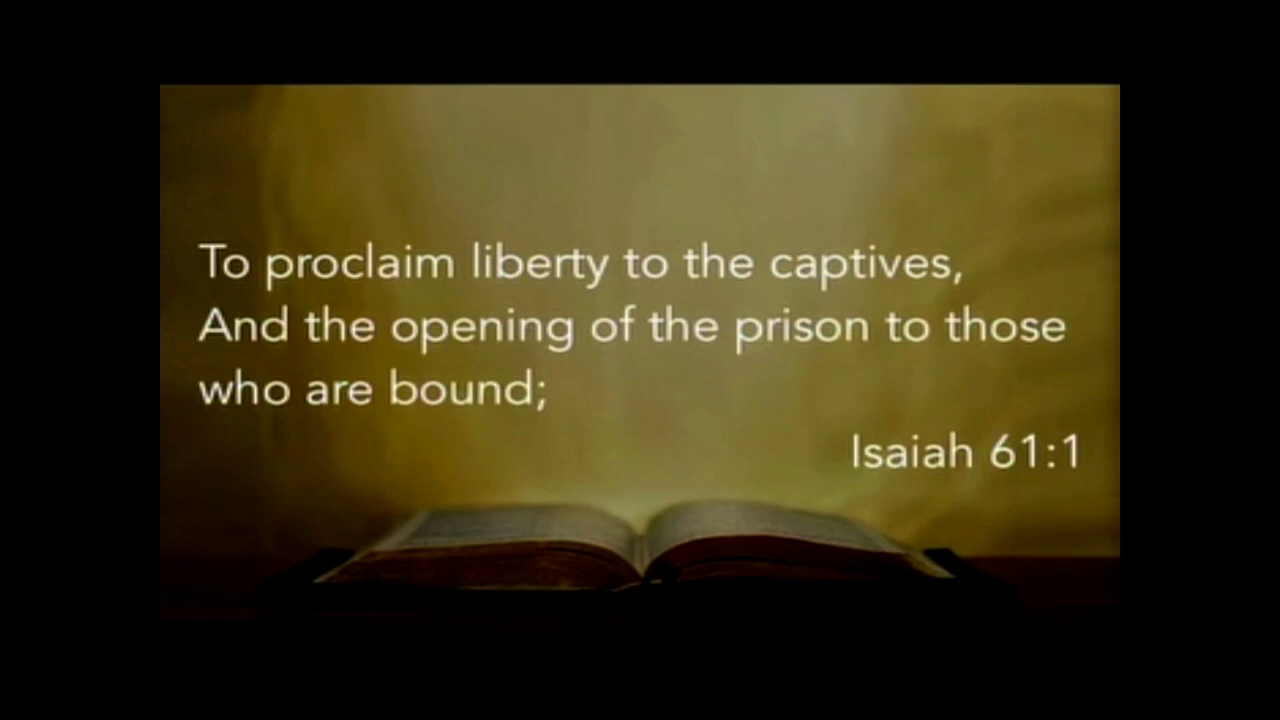 To proclaim liberty to the captives,
And the opening of the prison to those
who are bound;
Isaiah 61:1